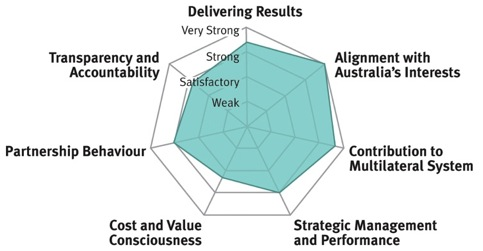 Delivering Results
Very Strong
Strong
Satisfactory
Weak
Transparency and
Accountability
Alignment with
Australia's Interests
Partnership Behaviour
Contribution to
Multilateral System
Cost and Value
Consciousness
Strategic Management
and Performance